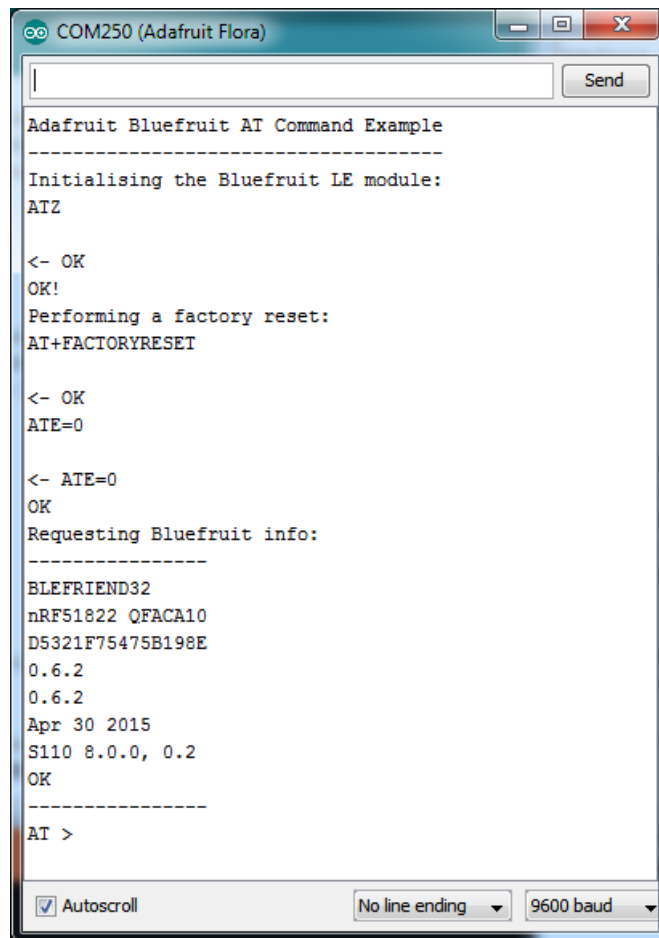 COM250 (Adafruit Flora)
Send
Adafruit Bluefruit AT Command Example
-------------------------------------
Initialising the Bluefruit LE module:
ATZ
<- OK
OK!
Performing a factory reset:
AT+FACTORYRESET
<- OK
ATE=0
<- ATE=0
OK
Requesting Bluefruit info:
----------------
BLEFRIEND32
nRF51822 QFACA10
D5321F75475B198E
0.6.2
0.6.2
Apr 30 2015
S110 8.0.0, 0.2
OK
----------------
AT >
Autoscroll
No line ending
9600 baud